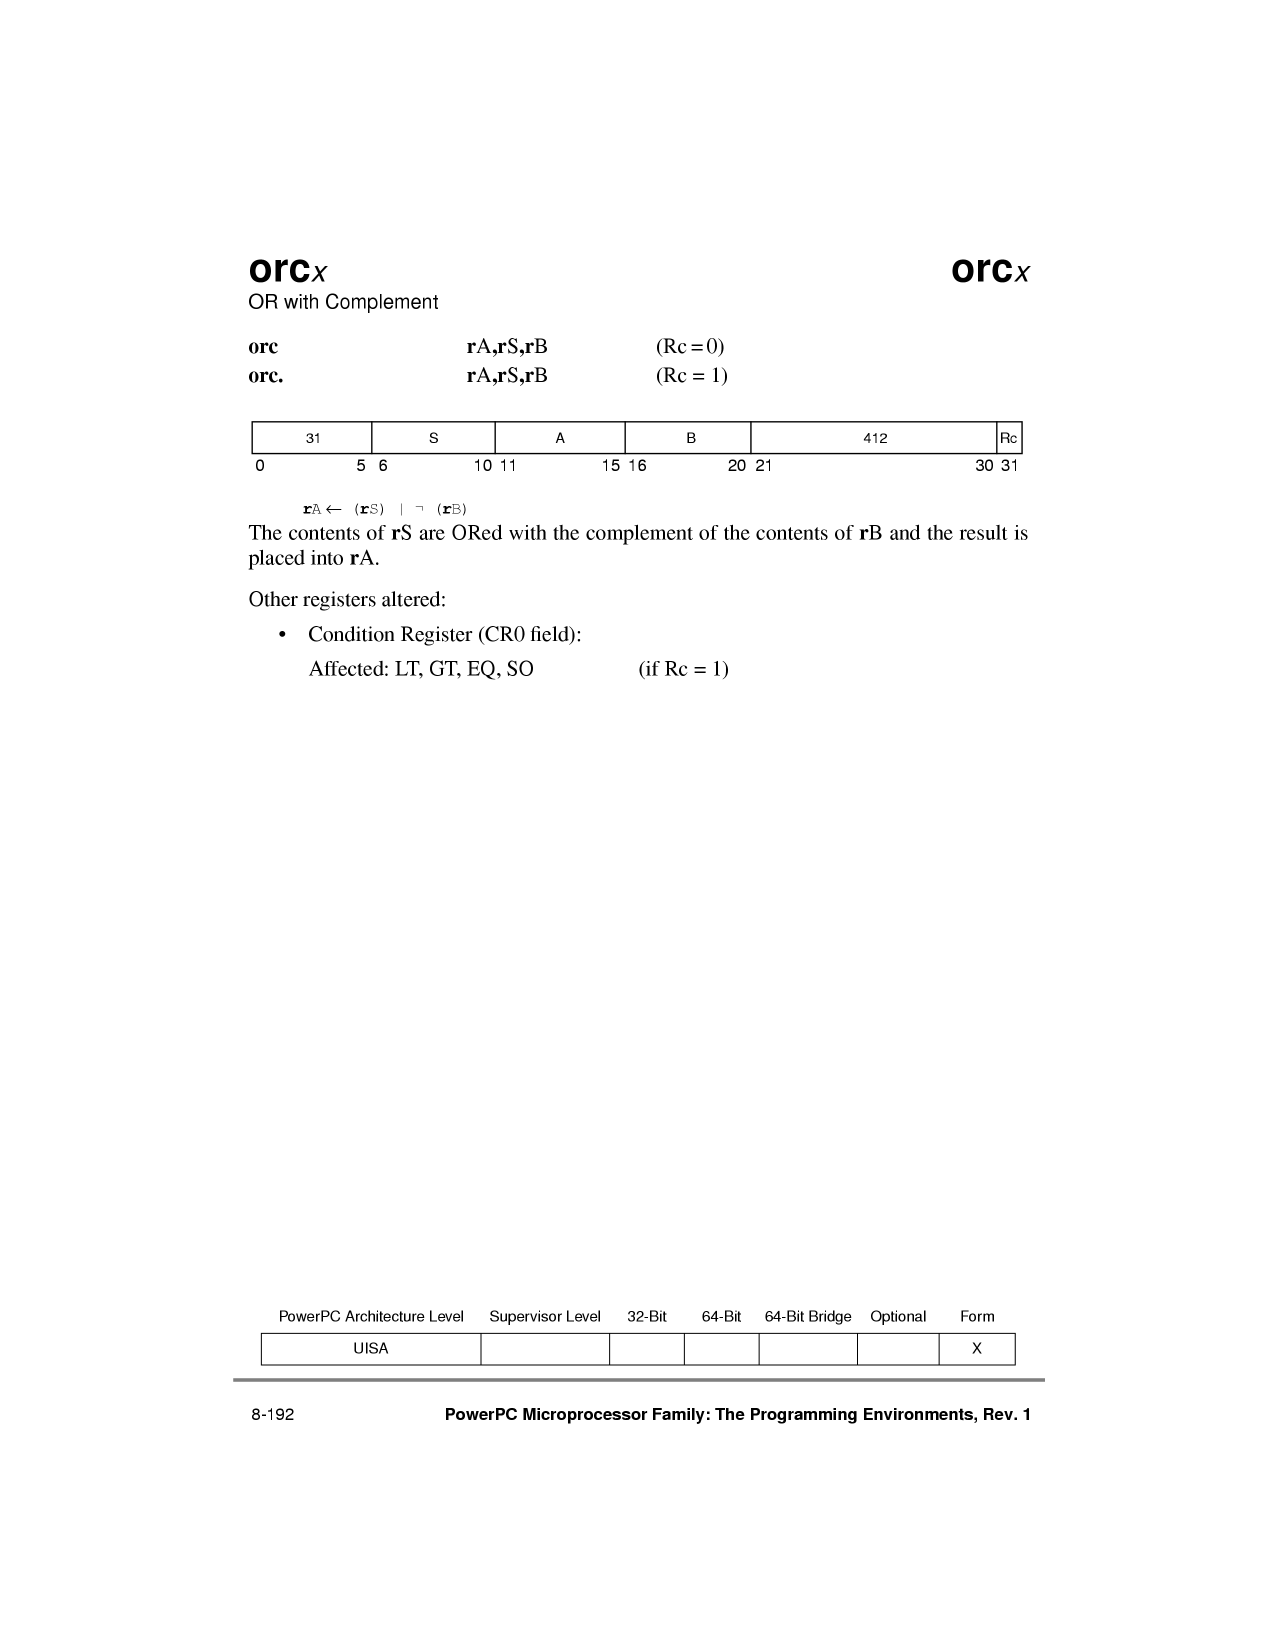 orcx orcx
OR with Complement
orc rA,rS,rB (Rc = 0)
orc. rA,rS,rB (Rc = 1)
31 S A B 412 Rc
0 5 6 10 11 15 16 20 21 30 31
rA ← (rS) | ¬ (rB)
The contents of rS are ORed with the complement of the contents of rB and the result is
placed into rA.
Other registers altered:
• Condition Register (CR0 field):
Affected: LT, GT, EQ, SO (if Rc = 1)
PowerPC Architecture Level Supervisor Level 32-Bit 64-Bit 64-Bit Bridge Optional Form
UISA X
8-192 PowerPC Microprocessor Family: The Programming Environments, Rev. 1